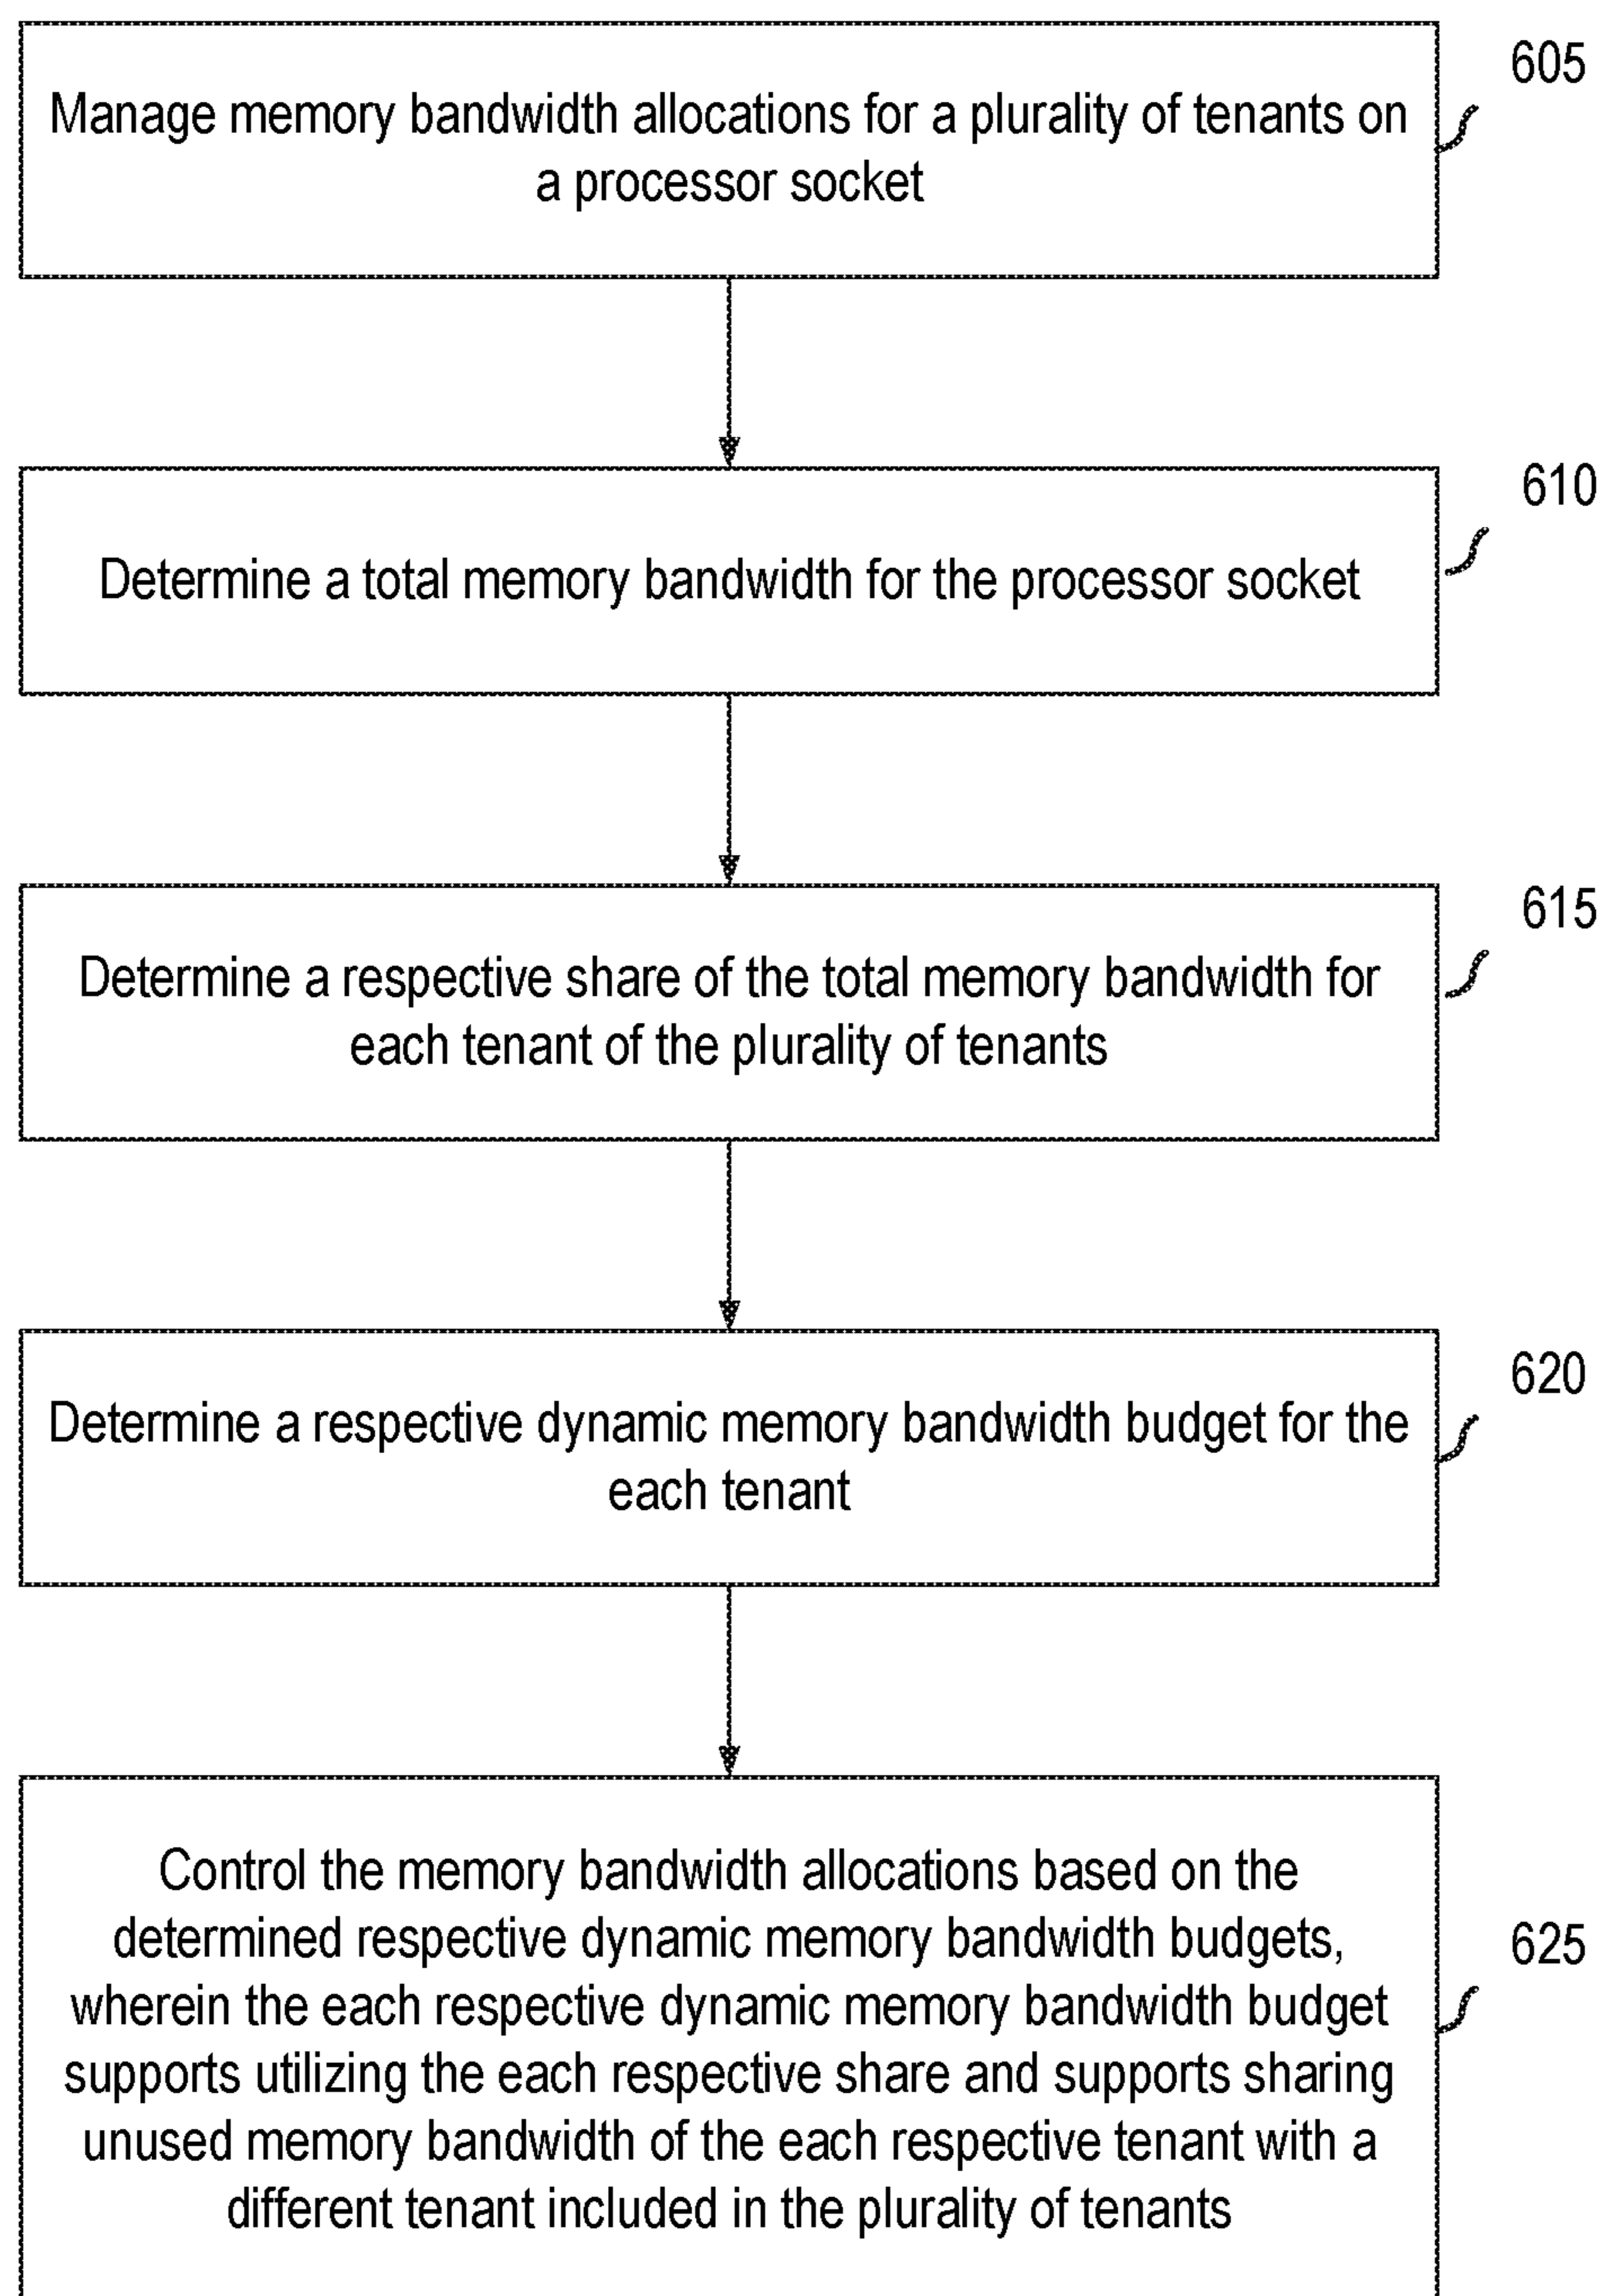 605
Manage memory bandwidth allocations for a plurality of tenants on
a processor socket
610
Determine a total memory bandwidth for the processor socket
615
Determine a respective share of the total memory bandwidth for
each tenant of the plurality of tenants
620
Determine a respective dynamic memory bandwidth budget for the
each tenant
Control the memory bandwidth allocations based on the
determined respective dynamic memory bandwidth budgets,
625
wherein the each respective dynamic memory bandwidth budget
supports utilizing the each respective share and supports sharing
unused memory bandwidth of the each respective tenant with a
different tenant included in the plurality of tenants